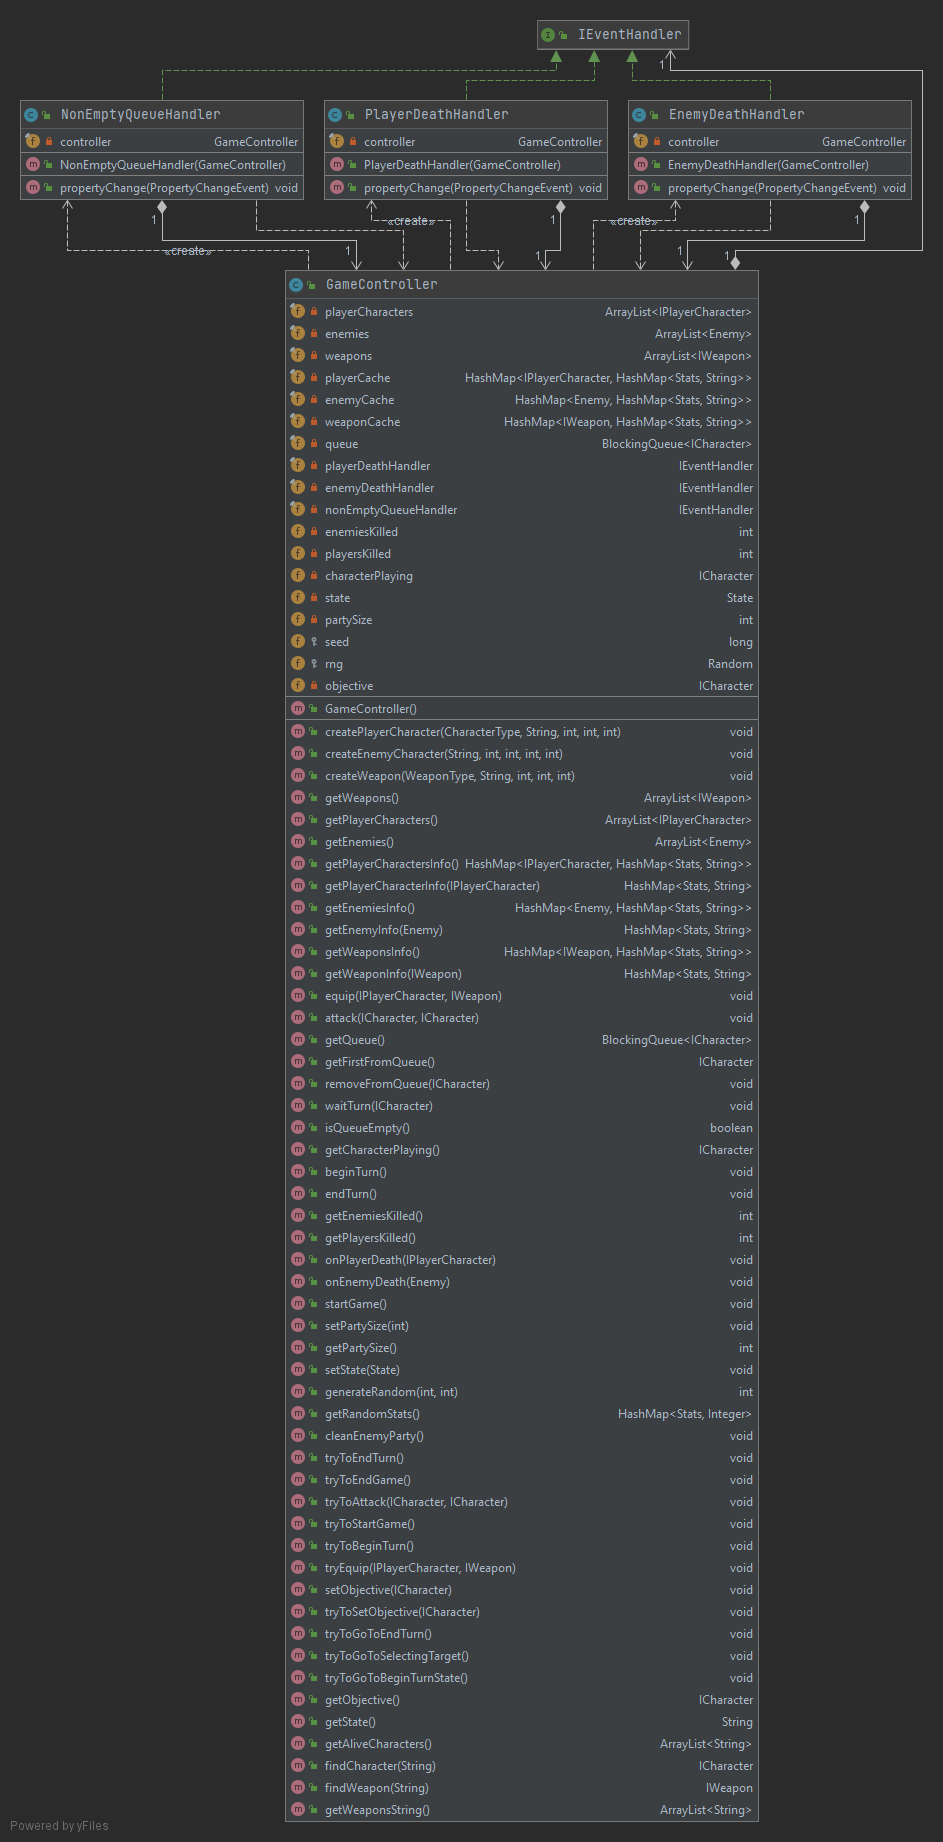 IEventHandler
1
NonEmptyQueueHandler
controller GameController
NonEmptyQueueHandler(GameController)
propertyChange(PropertyChangeEvent) void
PlayerDeathHandler
controller GameController
PlayerDeathHandler(GameController)
propertyChange(PropertyChangeEvent) void
EnemyDeathHandler
controller GameController
EnemyDeathHandler(GameController)
propertyChange(PropertyChangeEvent) void
1 «create» 1 «create» 1
«create» 1 1 1 1
GameController
playerCharacters ArrayList<IPlayerCharacter>
enemies ArrayList<Enemy>
weapons ArrayList<IWeapon>
playerCache HashMap<IPlayerCharacter, HashMap<Stats, String>>
enemyCache HashMap<Enemy, HashMap<Stats, String>>
weaponCache HashMap<IWeapon, HashMap<Stats, String>>
queue BlockingQueue<ICharacter>
playerDeathHandler IEventHandler
enemyDeathHandler IEventHandler
nonEmptyQueueHandler IEventHandler
enemiesKilled int
playersKilled int
characterPlaying ICharacter
state State
partySize int
seed long
rng Random
objective ICharacter
GameController()
createPlayerCharacter(CharacterType, String, int, int, int) void
createEnemyCharacter(String, int, int, int, int) void
createWeapon(WeaponType, String, int, int, int) void
getWeapons() ArrayList<IWeapon>
getPlayerCharacters() ArrayList<IPlayerCharacter>
getEnemies() ArrayList<Enemy>
getPlayerCharactersInfo() HashMap<IPlayerCharacter, HashMap<Stats, String>>
getPlayerCharacterInfo(IPlayerCharacter) HashMap<Stats, String>
getEnemiesInfo() HashMap<Enemy, HashMap<Stats, String>>
getEnemyInfo(Enemy) HashMap<Stats, String>
getWeaponsInfo() HashMap<IWeapon, HashMap<Stats, String>>
getWeaponInfo(IWeapon) HashMap<Stats, String>
equip(IPlayerCharacter, IWeapon) void
attack(ICharacter, ICharacter) void
getQueue() BlockingQueue<ICharacter>
getFirstFromQueue() ICharacter
removeFromQueue(ICharacter) void
waitTurn(ICharacter) void
isQueueEmpty() boolean
getCharacterPlaying() ICharacter
beginTurn() void
endTurn() void
getEnemiesKilled() int
getPlayersKilled() int
onPlayerDeath(IPlayerCharacter) void
onEnemyDeath(Enemy) void
startGame() void
setPartySize(int) void
getPartySize() int
setState(State) void
generateRandom(int, int) int
getRandomStats() HashMap<Stats, Integer>
cleanEnemyParty() void
tryToEndTurn() void
tryToEndGame() void
tryToAttack(ICharacter, ICharacter) void
tryToStartGame() void
tryToBeginTurn() void
tryEquip(IPlayerCharacter, IWeapon) void
setObjective(ICharacter) void
tryToSetObjective(ICharacter) void
tryToGoToEndTurn() void
tryToGoToSelectingTarget() void
tryToGoToBeginTurnState() void
getObjective() ICharacter
getState() String
getAliveCharacters() ArrayList<String>
findCharacter(String) ICharacter
findWeapon(String) IWeapon
getWeaponsString() ArrayList<String>
Powered by yFiles